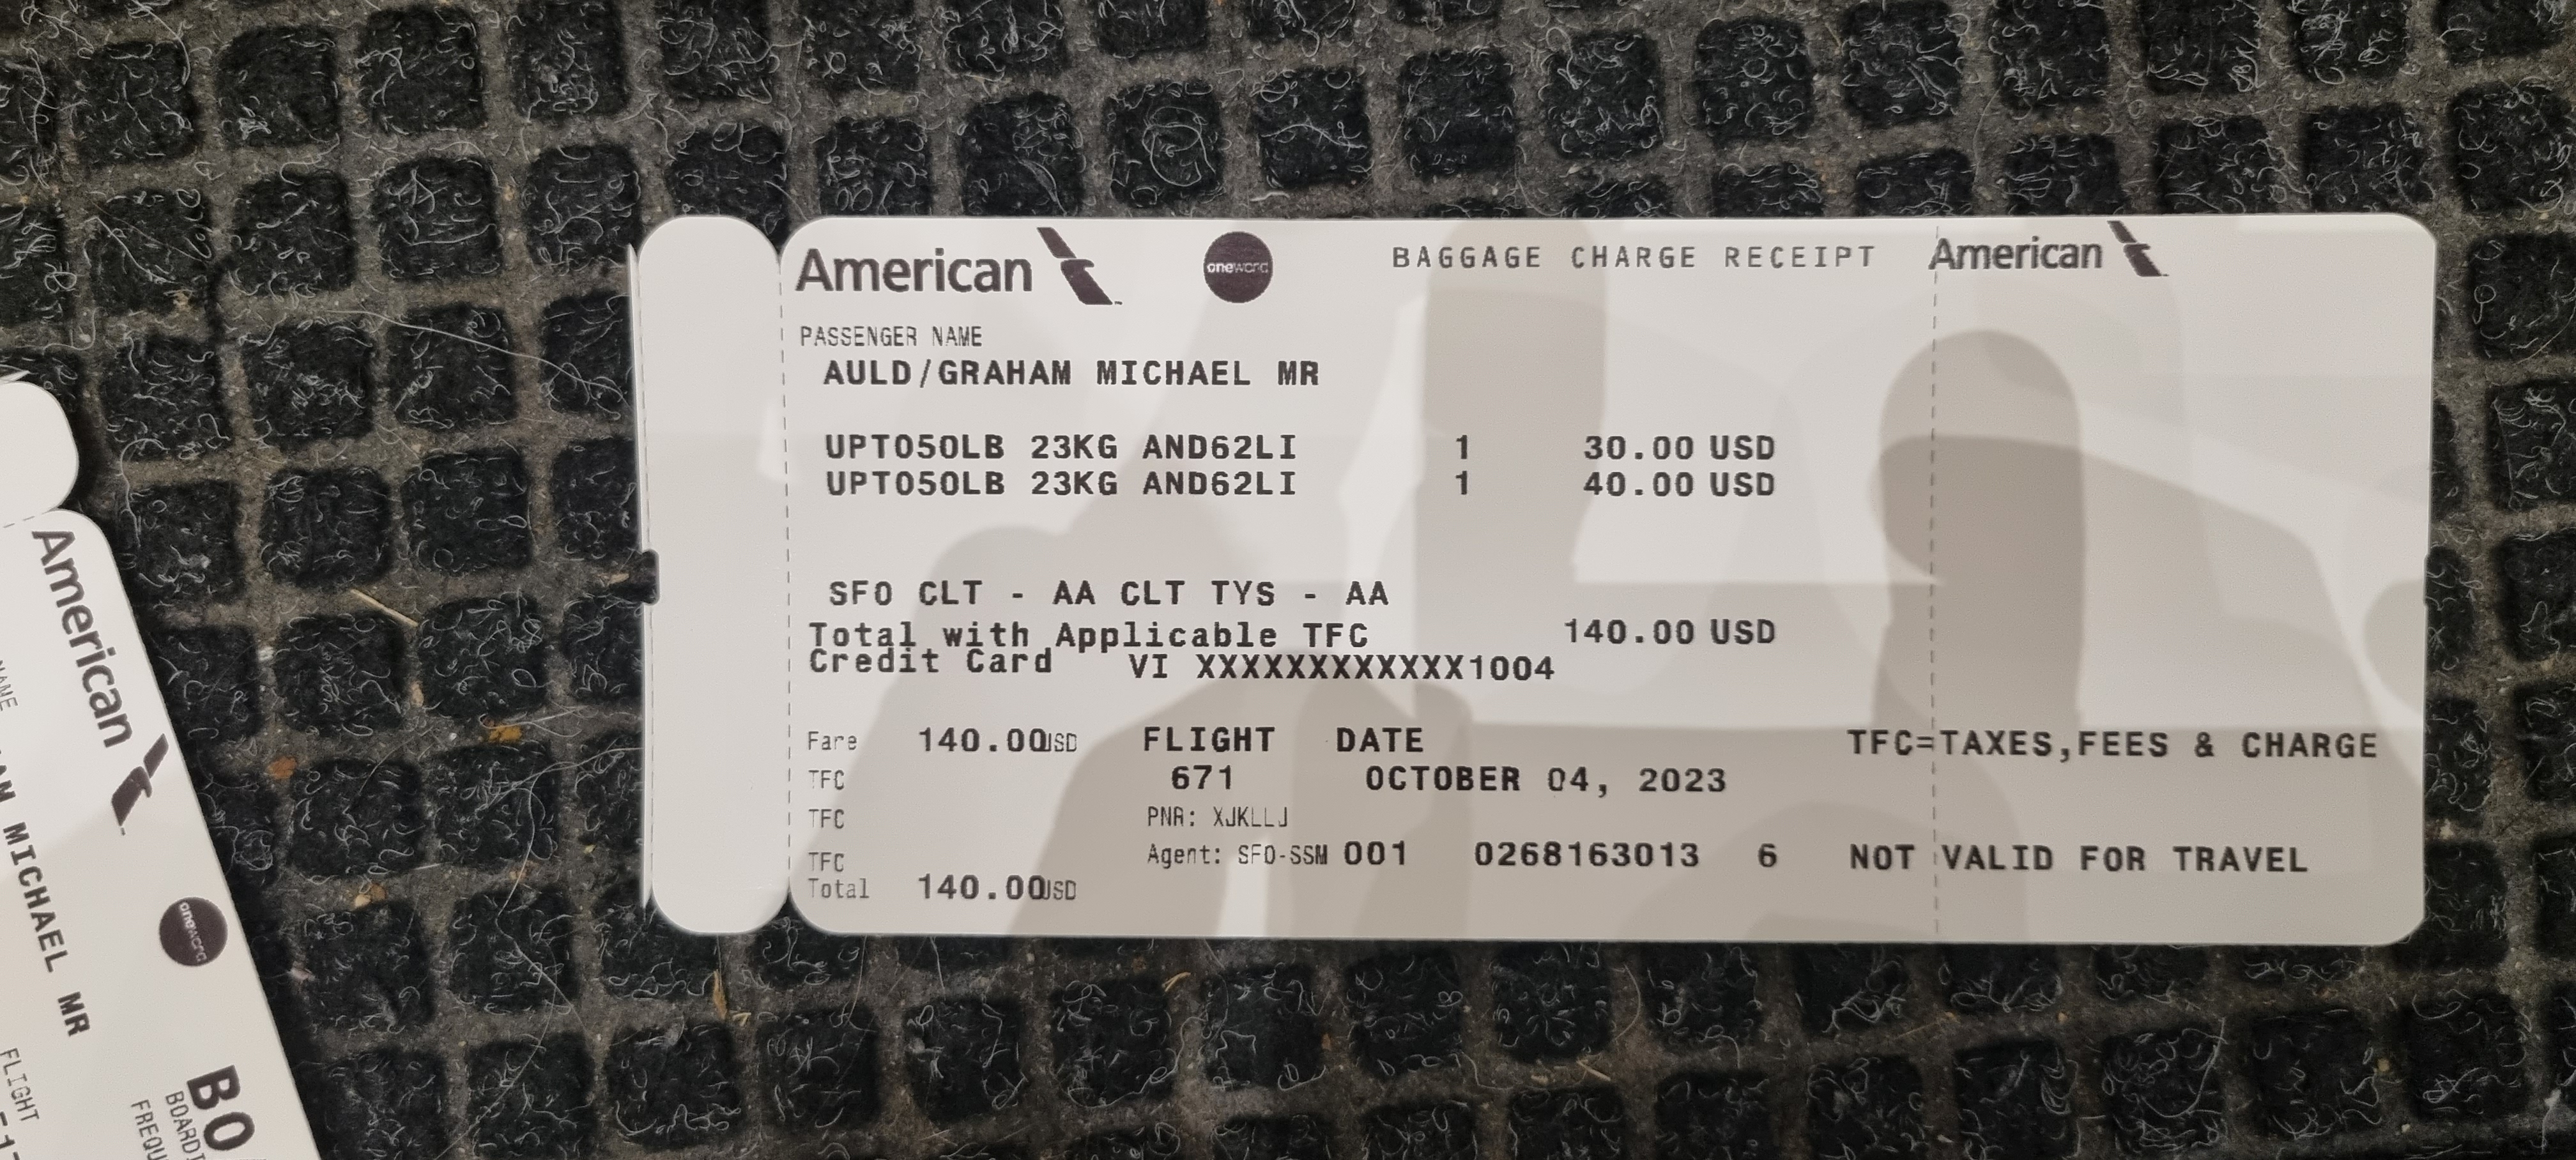 American
oneworld
BAGGAGE CHARGE RECEIPT
American
PASSENGER NAME
AULD/GRAHAM MICHAEL MR
UPTO50LB 23KG AND62LI 1 30.00 USD
UPTO50LB 23KG AND62LI 1 40.00 USD
SFO CLT - AA CLT TYS - AA
Total with Applicable TFC 140.00 USD
Credit Card VI XXXXXXXXXXXX1004
Fare 140.00USD FLIGHT DATE TFC=TAXES,FEES & CHARGE
TFC 671 OCTOBER 04, 2023
TFC PNR: XJKLLJ
TFC Agent: SFO-SSM 001 0268163013 6 NOT VALID FOR TRAVEL
Total 140.00USD
American
oneworld
NAME
MICHAEL MR
FLIGHT